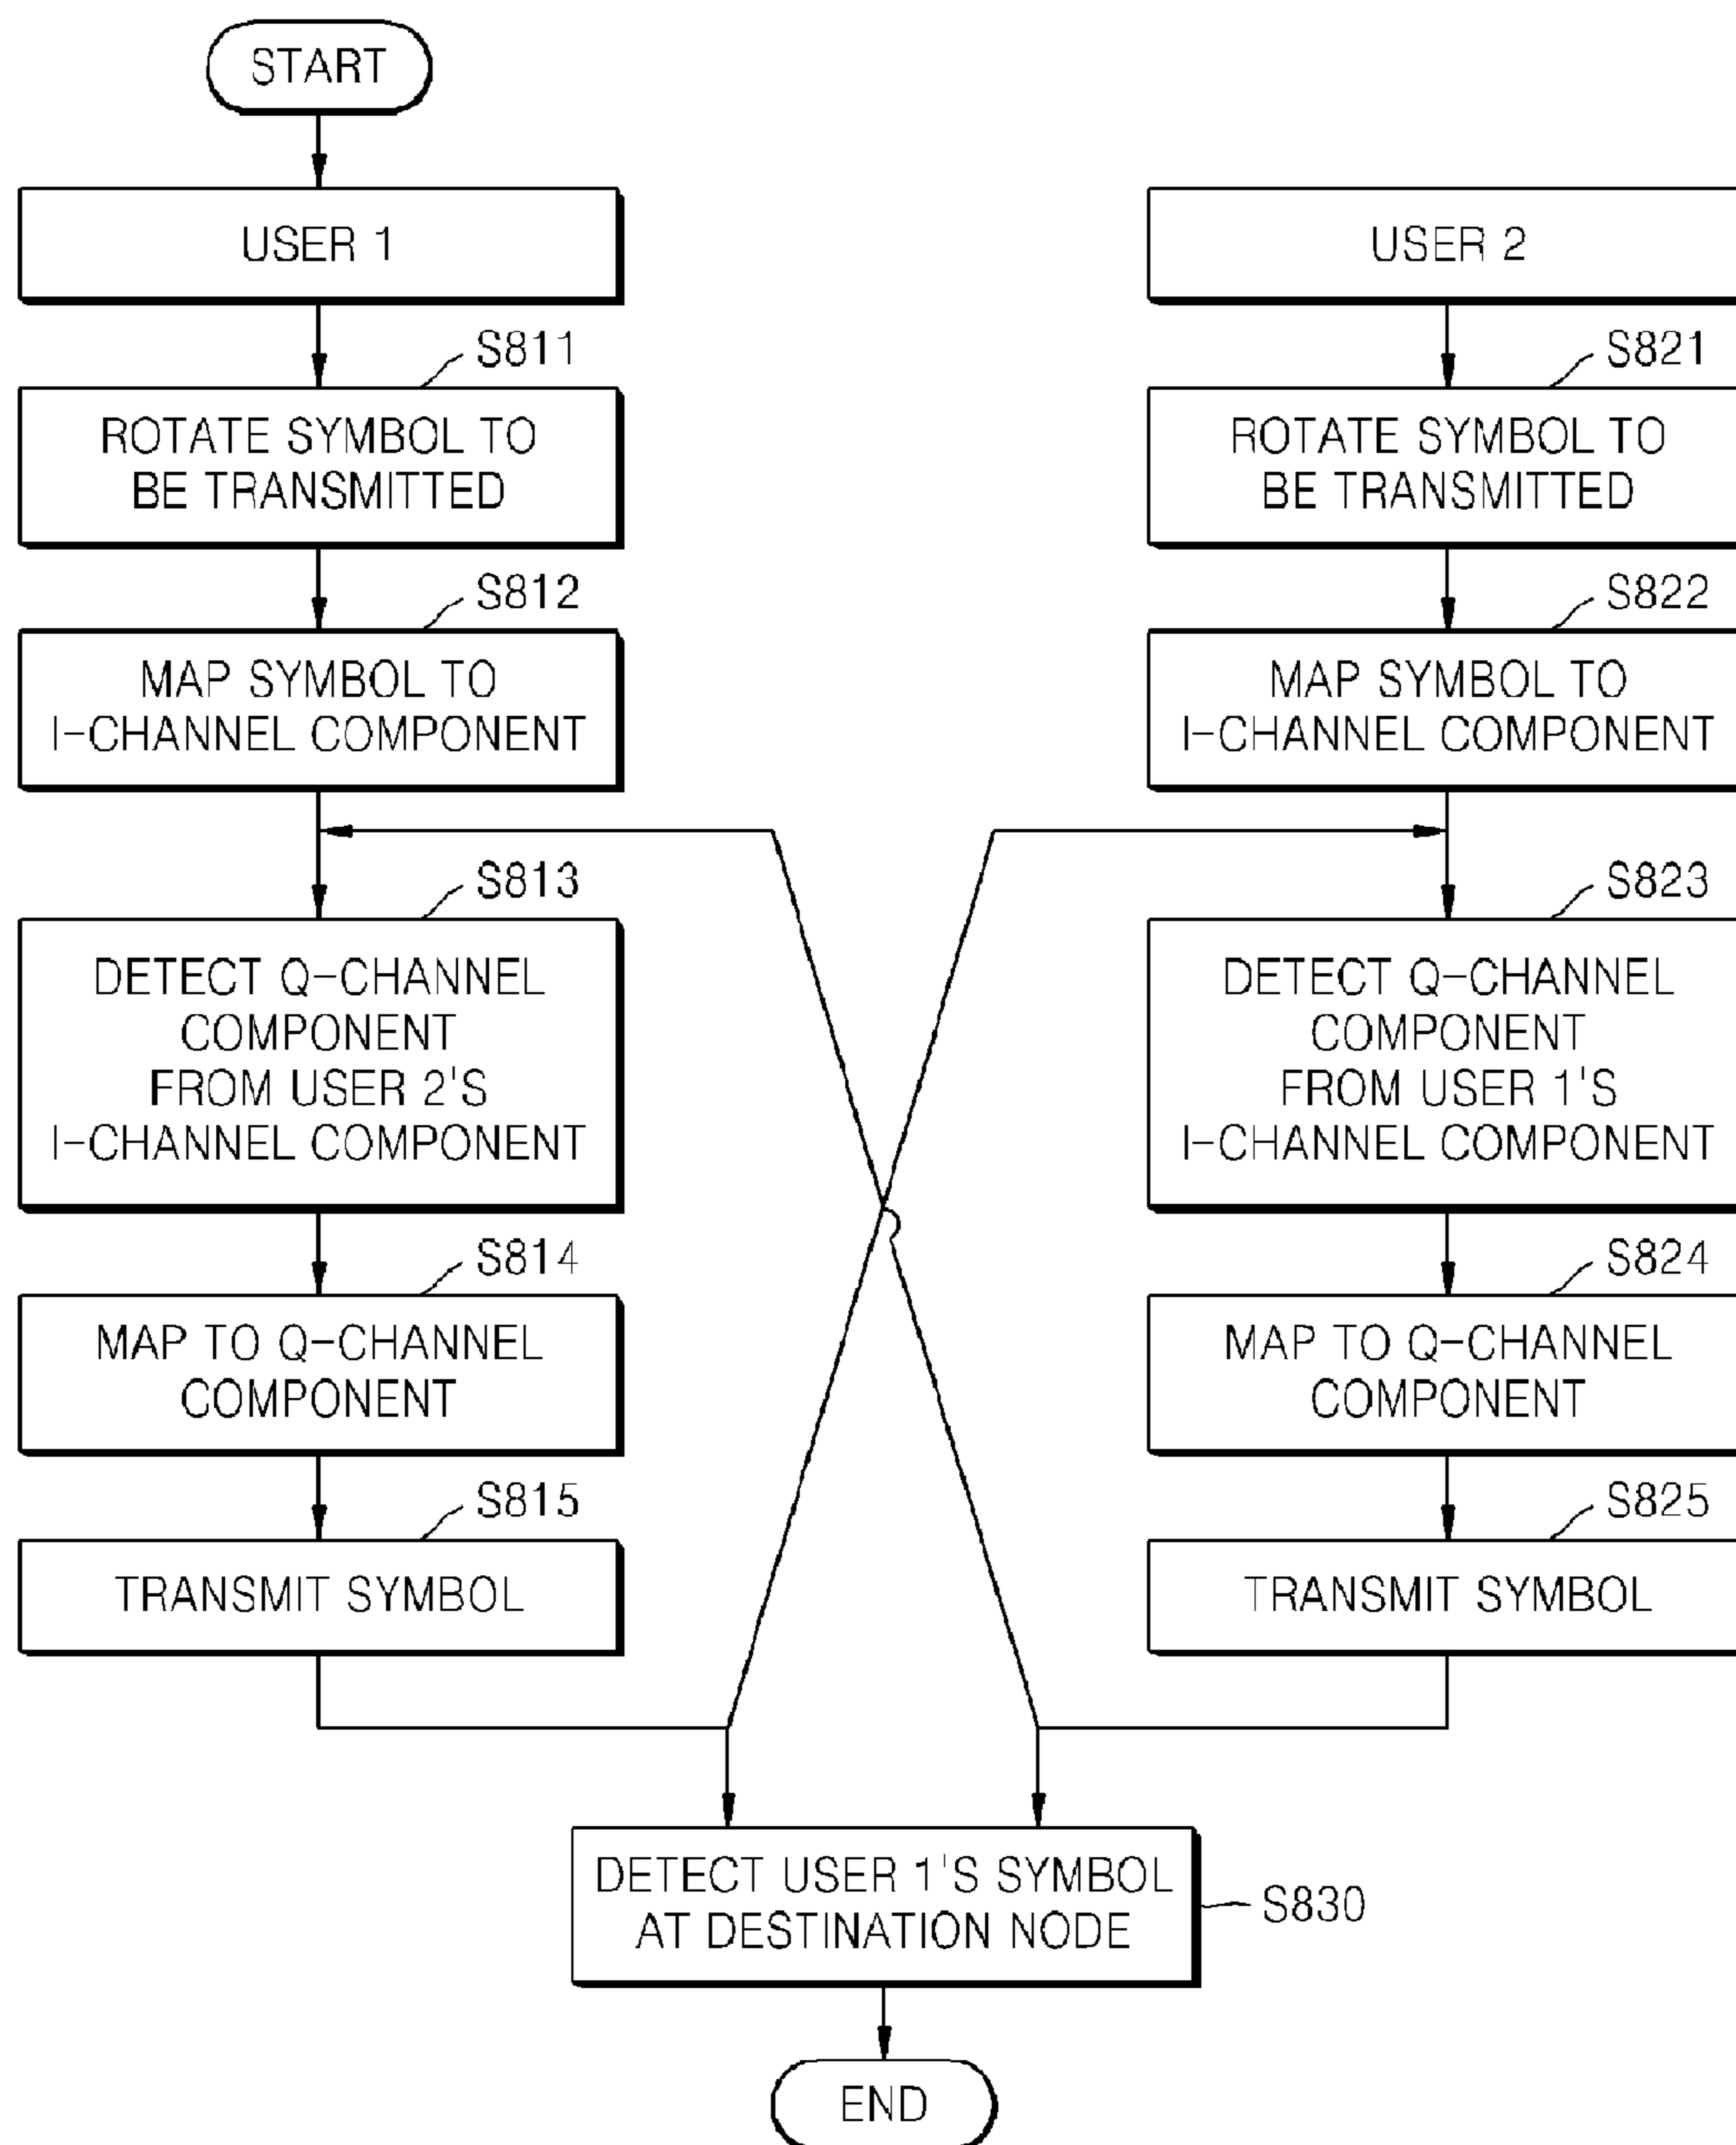 START
USER 1
S811
ROTATE SYMBOL TO
BE TRANSMITTED
S812
MAP SYMBOL TO
I-CHANNEL COMPONENT
S813
DETECT Q-CHANNEL
COMPONENT
FROM USER 2'S
I-CHANNEL COMPONENT
S814
MAP TO Q-CHANNEL
COMPONENT
S815
TRANSMIT SYMBOL
USER 2
S821
ROTATE SYMBOL TO
BE TRANSMITTED
S822
MAP SYMBOL TO
I-CHANNEL COMPONENT
S823
DETECT Q-CHANNEL
COMPONENT
FROM USER 1'S
I-CHANNEL COMPONENT
S824
MAP TO Q-CHANNEL
COMPONENT
S825
TRANSMIT SYMBOL
DETECT USER 1'S SYMBOL
AT DESTINATION NODE
S830
END